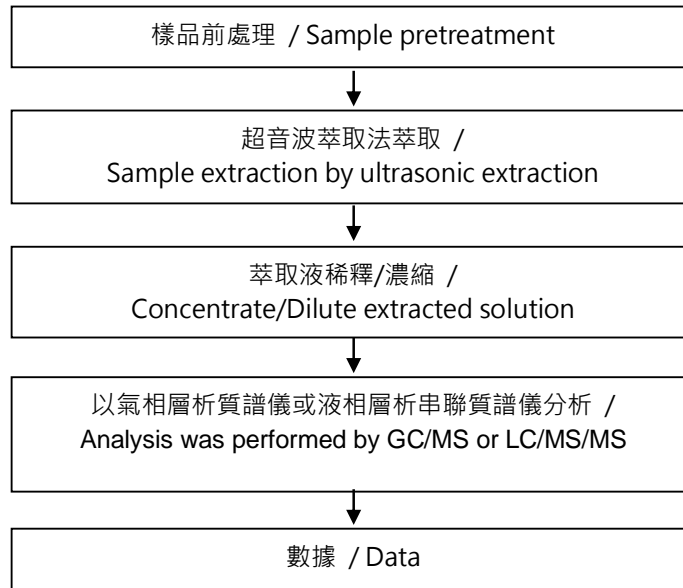 樣品前處理 / Sample pretreatment
超音波萃取法萃取 /
Sample extraction by ultrasonic extraction
萃取液稀釋/濃縮 /
Concentrate/Dilute extracted solution
以氣相層析質譜儀或液相層析串聯質譜儀分析 /
Analysis was performed by GC/MS or LC/MS/MS
數據 / Data